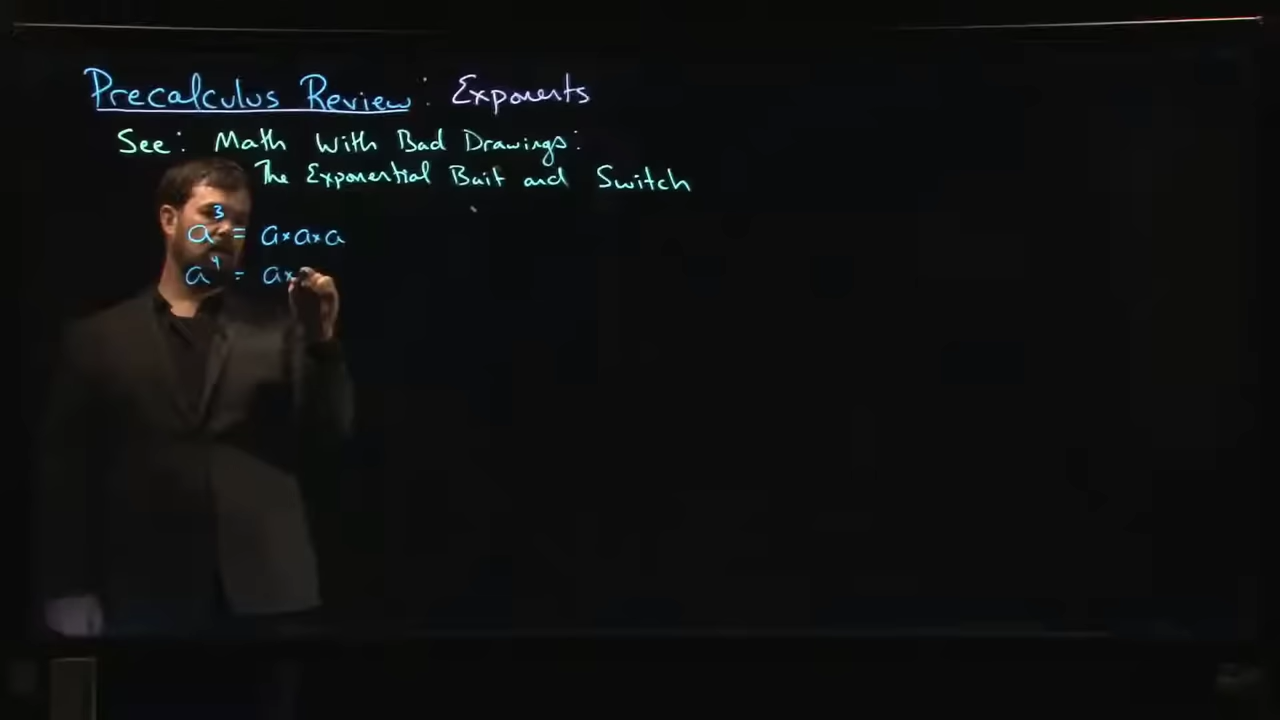 Precalculus Review: Exponents
See: Math With Bad Drawings:
The Exponential Bait and Switch
a³ = a×a×a
a⁴ = a×